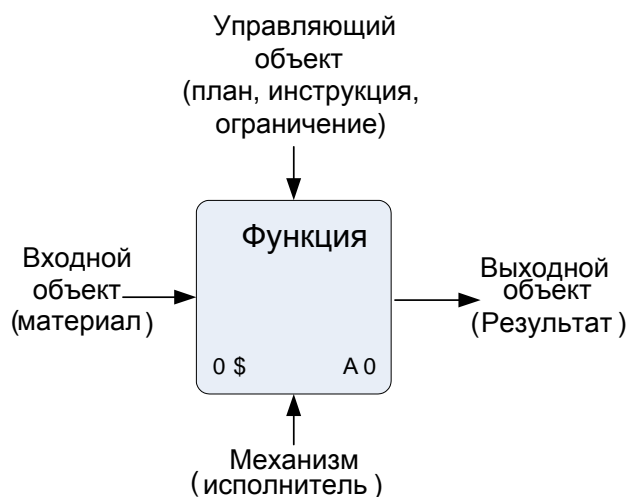 Управляющий
объект
(план, инструкция,
ограничение)
Функция
Входной
объект
(материал)
Выходной
объект
(Результат)
0 $
А 0
Механизм
(исполнитель)